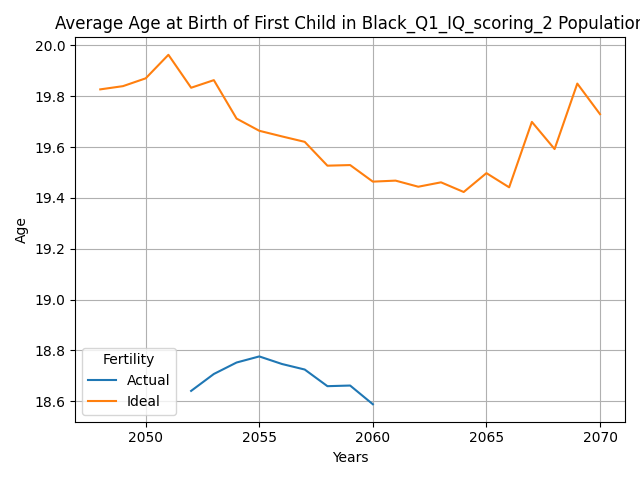 Average Age at Birth of First Child in Black_Q1_IQ_scoring_2 Population
20.0
19.8
19.6
19.4
19.2
19.0
18.8
18.6
Age
Fertility
Actual
Ideal
2050 2055 2060 2065 2070
Years